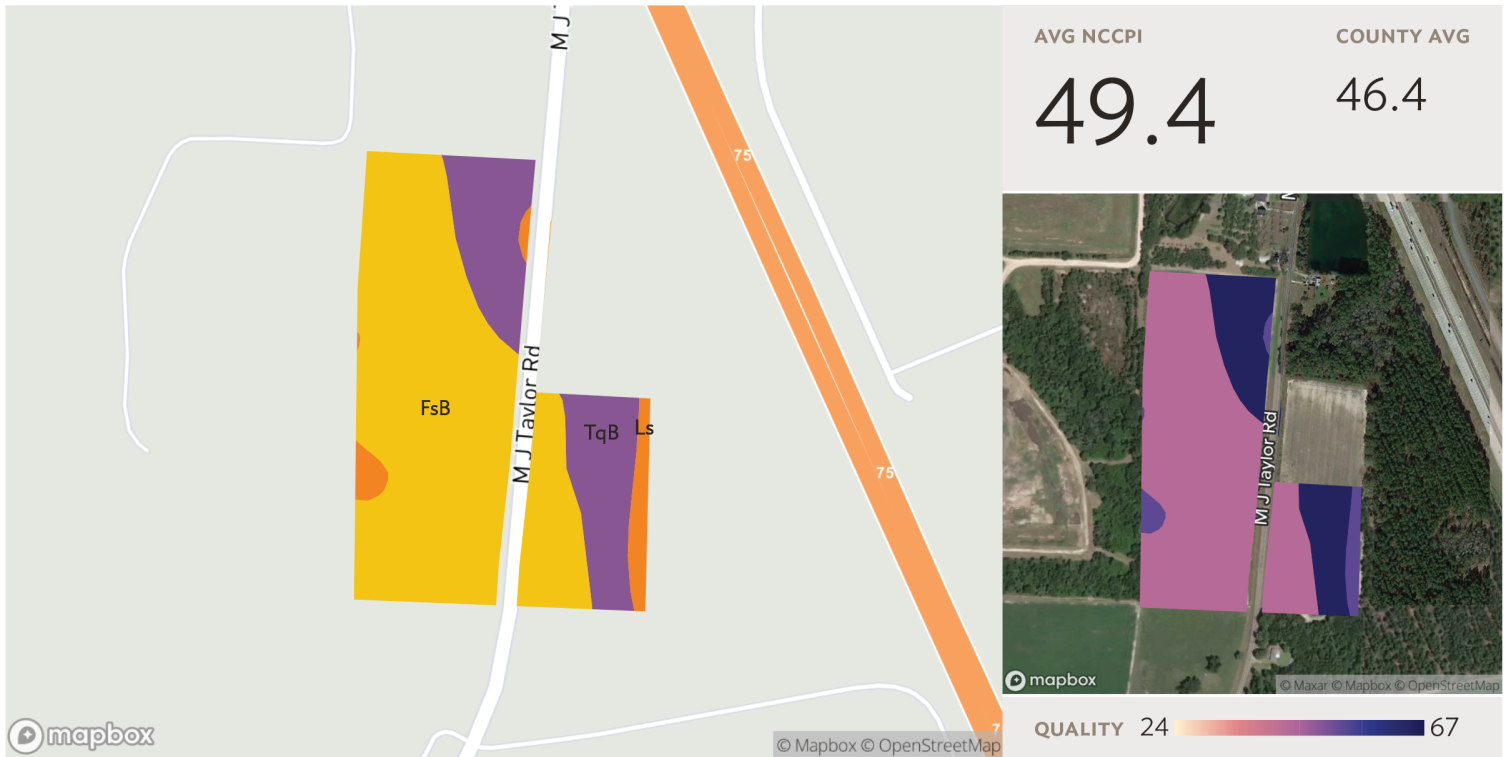 M J
75
M J Taylor Rd
FsB
TqB
Ls
75
7
mapbox
© Mapbox © OpenStreetMap
AVG NCCPI
COUNTY AVG
49.4
46.4
M J Taylor Rd
mapbox
© Maxar © Mapbox © OpenStreetMap
QUALITY 24 67